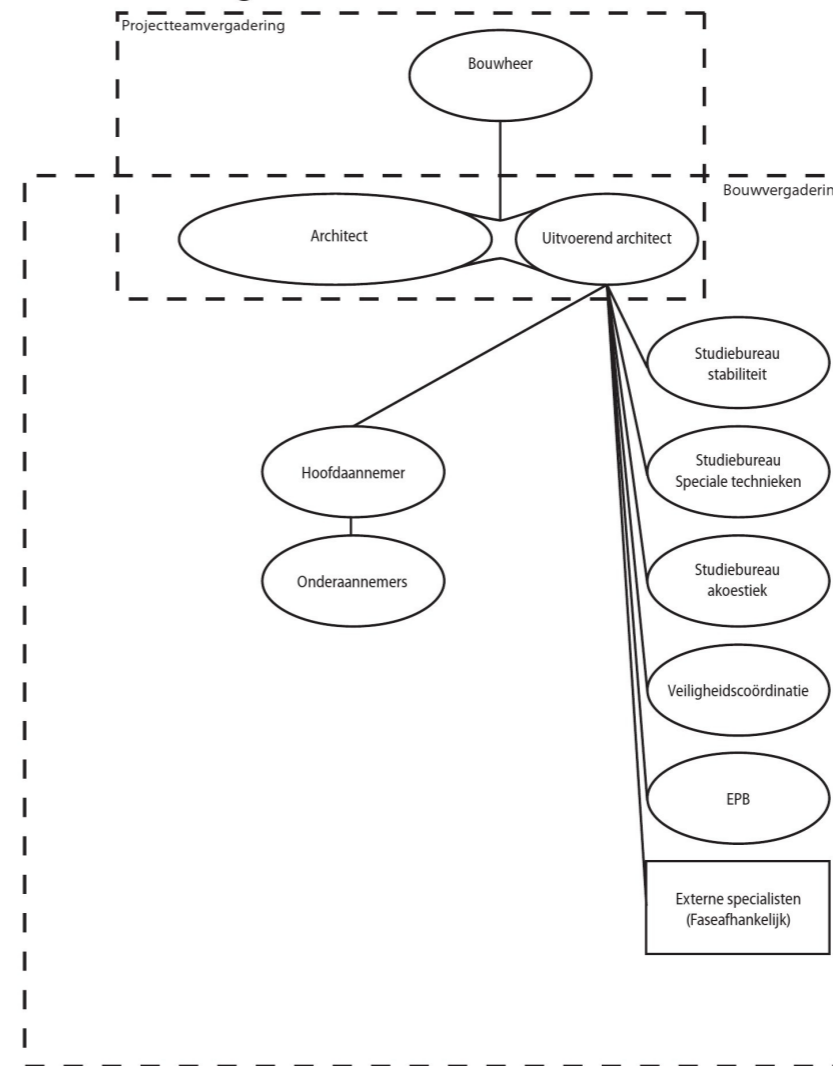 Projectteamvergadering
Bouwheer
Bouwvergaderin
Architect
Uitvoerend architect
Studiebureau
stabiliteit
Hoofdaannemer
Studiebureau
Speciale technieken
Onderaannemers
Studiebureau
akoestiek
Veiligheidscoördinatie
EPB
Externe specialisten
(Faseafhankelijk)